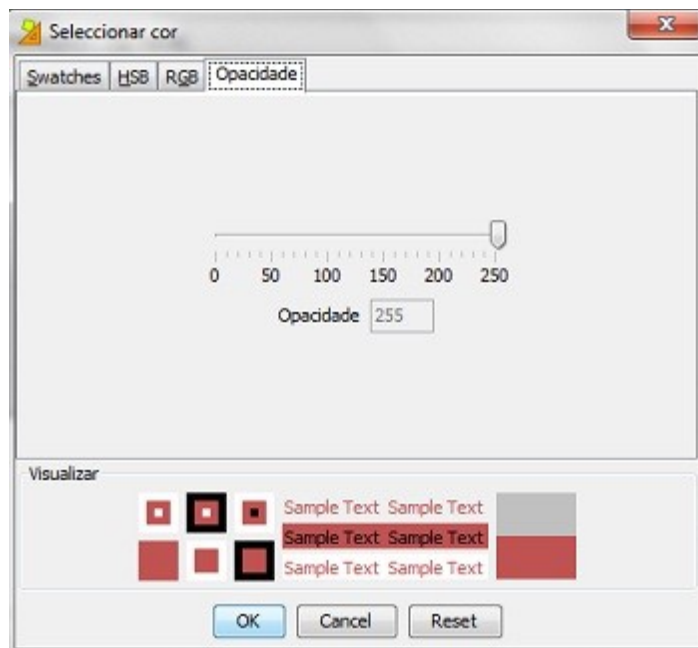 Seleccionar cor
Swatches HSB RGB Opacidade
0 50 100 150 200 250
Opacidade 255
Visualizar
Sample Text Sample Text
Sample Text Sample Text
Sample Text Sample Text
OK Cancel Reset